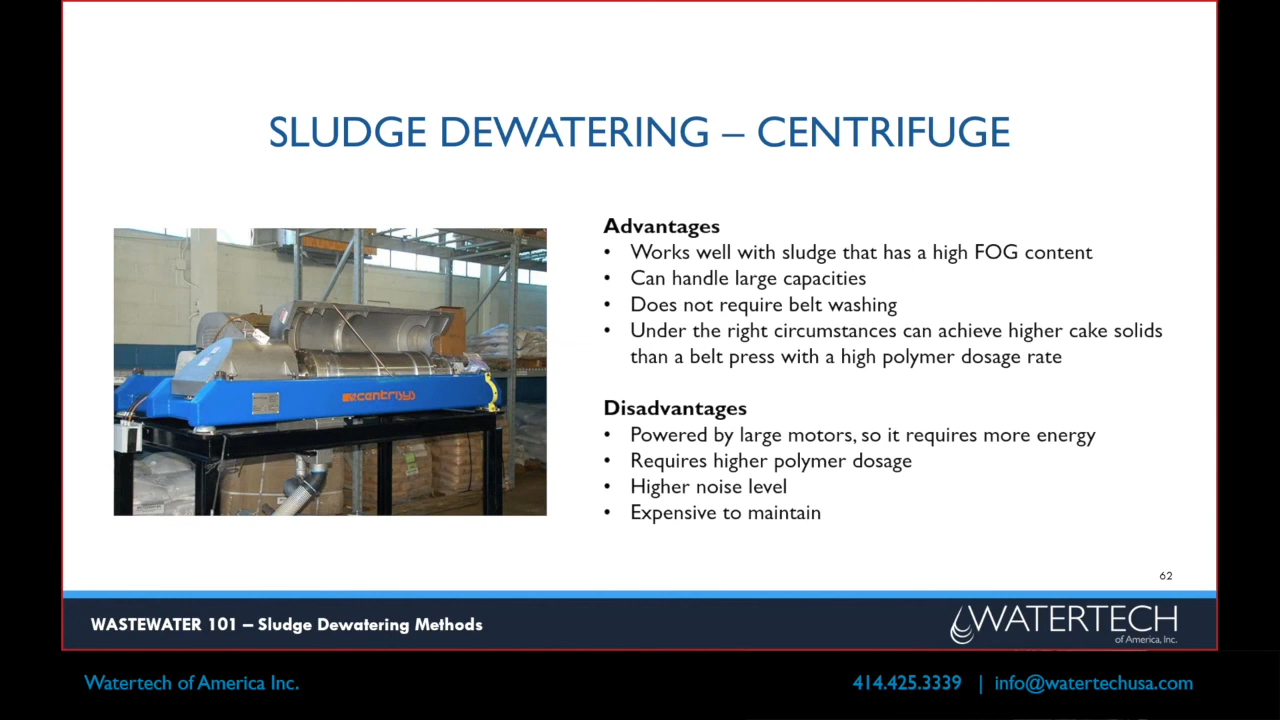 SLUDGE DEWATERING – CENTRIFUGE
centrisys
Advantages
• Works well with sludge that has a high FOG content
• Can handle large capacities
• Does not require belt washing
• Under the right circumstances can achieve higher cake solids
than a belt press with a high polymer dosage rate
Disadvantages
• Powered by large motors, so it requires more energy
• Requires higher polymer dosage
• Higher noise level
• Expensive to maintain
62
WASTEWATER 101 – Sludge Dewatering Methods
WATERTECH
of America, Inc.
Watertech of America Inc.
414.425.3339 | info@watertechusa.com